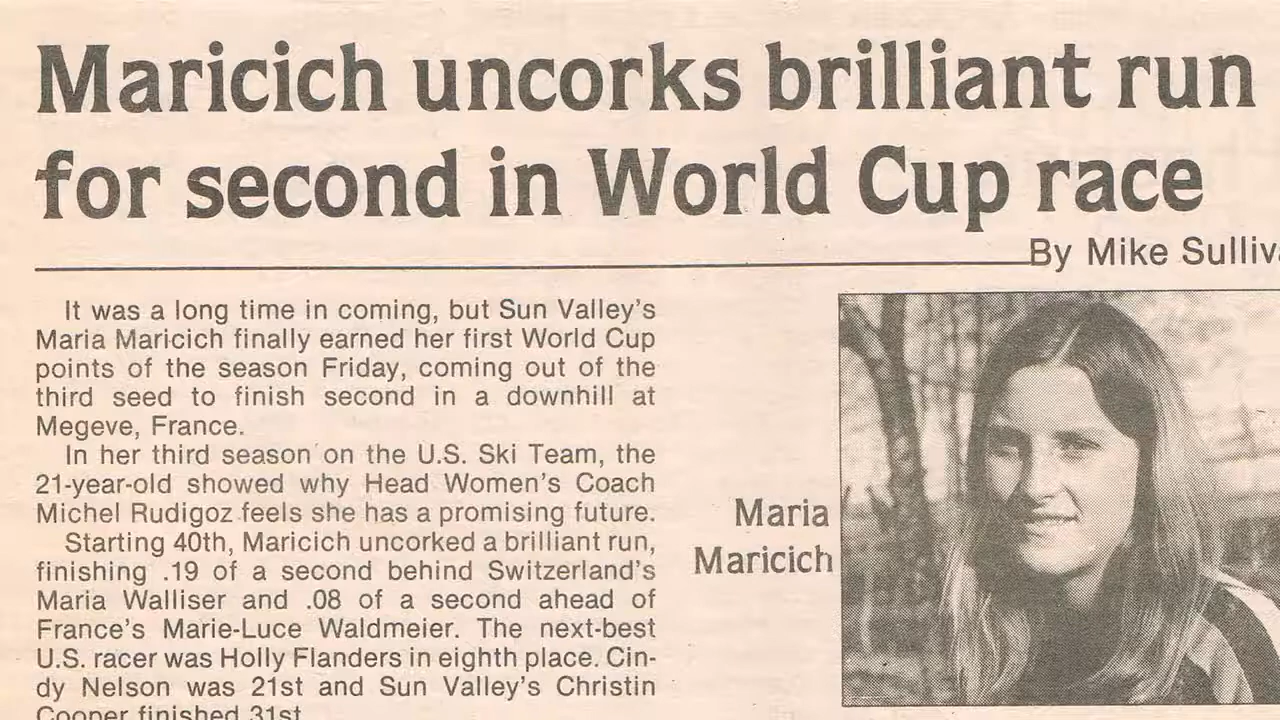 Maricich uncorks brilliant run
for second in World Cup race
By Mike
It was a long time in coming, but Sun Valley's
Maria Maricich finally earned her first World Cup
points of the season Friday, coming out of the
third seed to finish second in a downhill at
Megeve, France.
In her third season on the U.S. Ski Team, the
21-year-old showed why Head Women's Coach
Michel Rudigoz feels she has a promising future.
Starting 40th, Maricich uncorked a brilliant run,
finishing .19 of a second behind Switzerland's
Maria Walliser and .08 of a second ahead of
France's Marie-Luce Waldmeier. The next-best
U.S. racer was Holly Flanders in eighth place. Cin-
dy Nelson was 21st and Sun Valley's Christin
Cooper finished 31st
Maria
Maricich